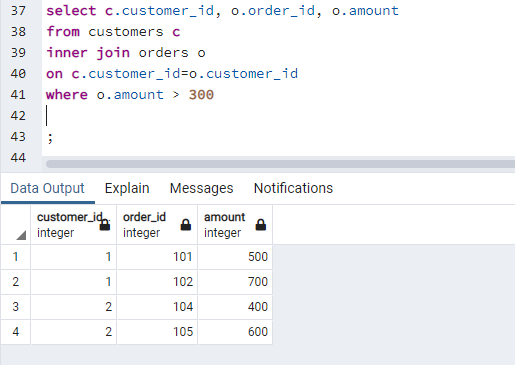 37 select c.customer_id, o.order_id, o.amount
38 from customers c
39 inner join orders o
40 on c.customer_id=o.customer_id
41 where o.amount > 300
42
43 ;
44
Data Output Explain Messages Notifications
customer_id order_id amount
integer integer integer
1 1 101 500
2 1 102 700
3 2 104 400
4 2 105 600